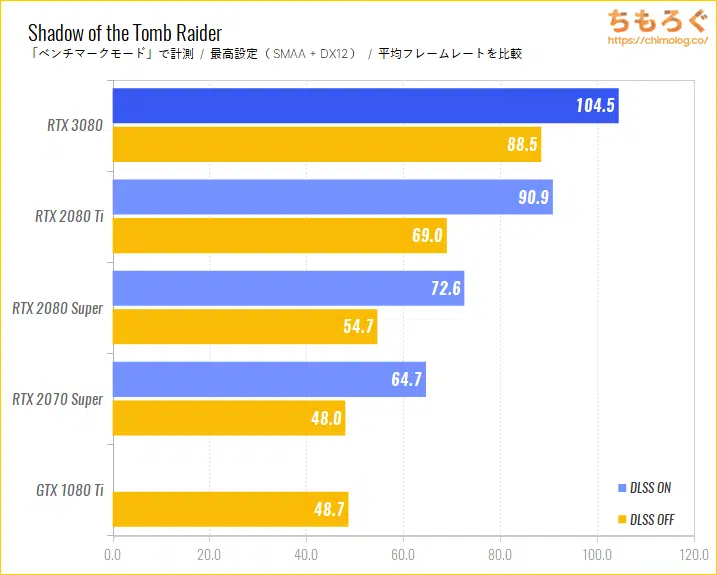 Shadow of the Tomb Raider
ちもろぐ
https://chimolog.co/
「ベンチマークモード」で計測 / 最高設定（SMAA + DX12） / 平均フレームレートを比較
RTX 3080
104.5
88.5
RTX 2080 Ti
90.9
69.0
RTX 2080 Super
72.6
54.7
RTX 2070 Super
64.7
48.0
GTX 1080 Ti
48.7
DLSS ON
DLSS OFF
0.0 20.0 40.0 60.0 80.0 100.0 120.0